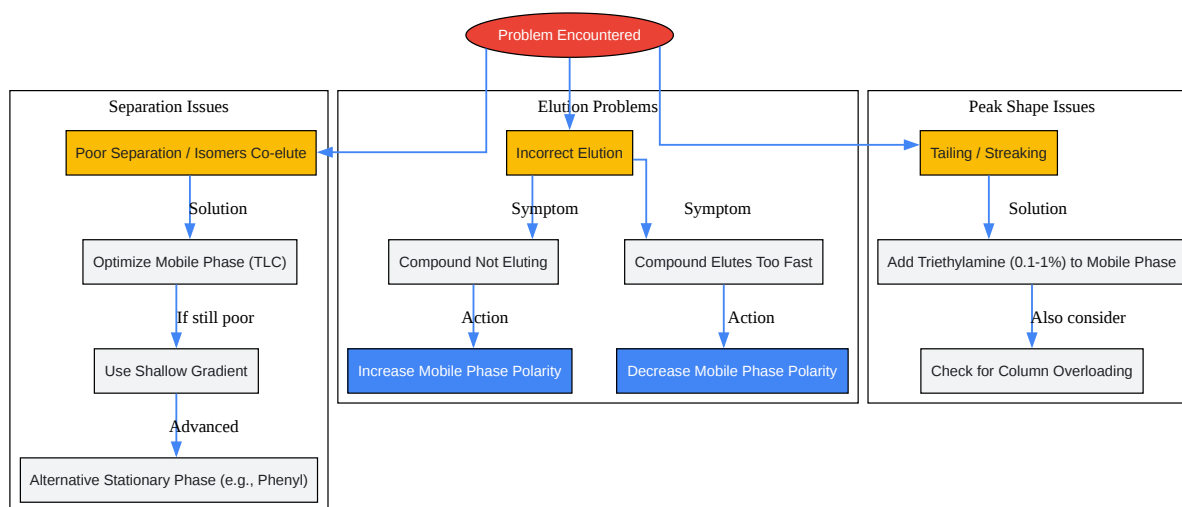 Problem Encountered
Separation Issues
Poor Separation / Isomers Co-elute
Solution
Optimize Mobile Phase (TLC)
If still poor
Use Shallow Gradient
Advanced
Alternative Stationary Phase (e.g., Phenyl)
Elution Problems
Incorrect Elution
Symptom
Symptom
Compound Not Eluting
Compound Elutes Too Fast
Action
Action
Increase Mobile Phase Polarity
Decrease Mobile Phase Polarity
Peak Shape Issues
Tailing / Streaking
Solution
Add Triethylamine (0.1-1%) to Mobile Phase
Also consider
Check for Column Overloading